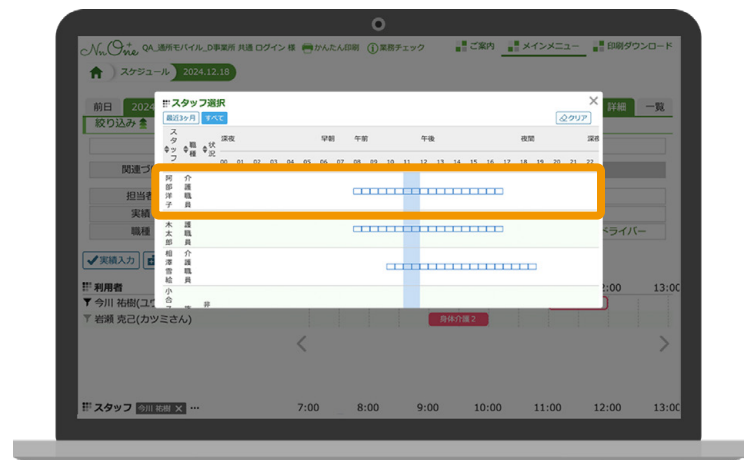 Nn One QA_通所モバイル_D事業所 共通 ログイン 様 かんたん印刷 業務チェック ご案内 メインメニュー 印刷ダウンロード
スケジュール 2024.12.18
前日 2024 詳細 一覧
絞り込み
スタッフ選択 ×
最近3ヶ月 すべて クリア
スタッフ 職種 状況 深夜 早朝 午前 午後 夜間 深夜
00 01 02 03 04 05 06 07 08 09 10 11 12 13 14 15 16 17 18 19 20 21 22
関連づ
阿部洋子 介護職員
担当者
実績
職種 ドライバー
木太郎 護職員
相澤雪絵 介護職員
実績入力
小合
利用者 2:00 13:00
今川 祐樹(ユウ
岩瀬 克己(カツミさん) 身体介護2
スタッフ 今川 祐樹 × ••• 7:00 8:00 9:00 10:00 11:00 12:00 13:00